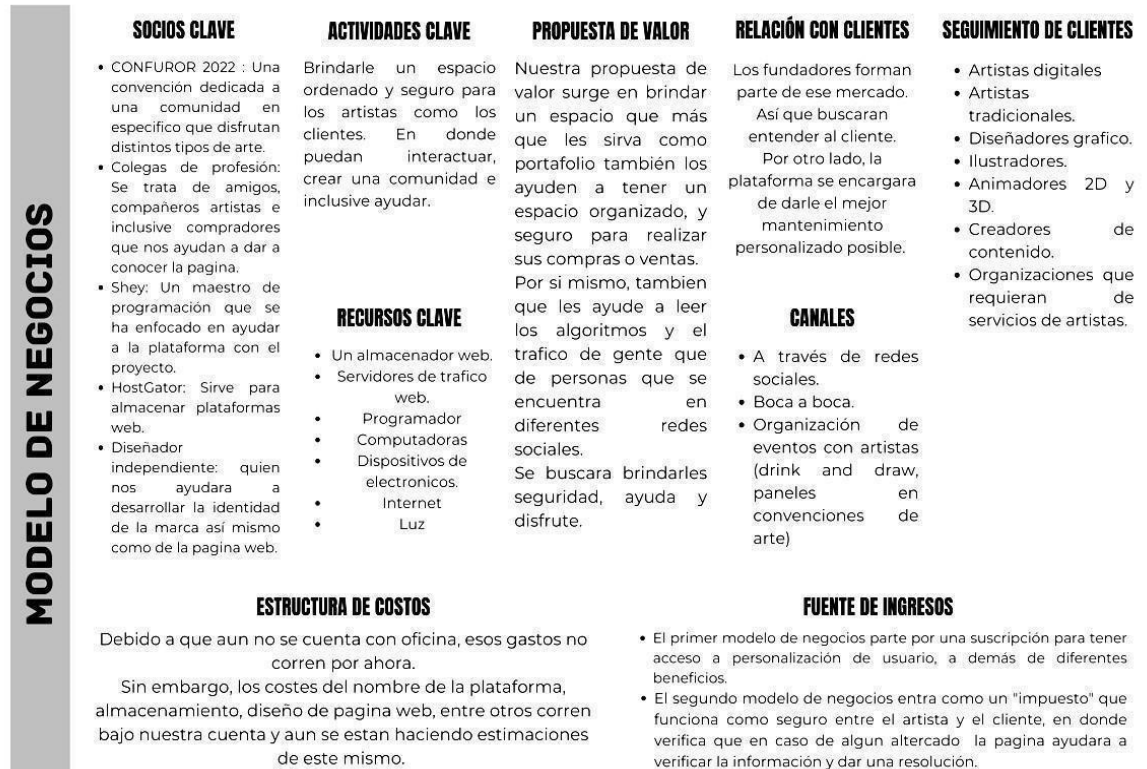 MODELO DE NEGOCIOS
SOCIOS CLAVE
• CONFUROR 2022 : Una
convención dedicada a
una comunidad en
especifico que disfrutan
distintos tipos de arte.
• Colegas de profesión:
Se trata de amigos,
compañeros artistas e
inclusive compradores
que nos ayudan a dar a
conocer la pagina.
• Shey: Un maestro de
programación que se
ha enfocado en ayudar
a la plataforma con el
proyecto.
• HostGator: Sirve para
almacenar plataformas
web.
• Diseñador
independiente: quien
nos ayudara a
desarrollar la identidad
de la marca así mismo
como de la pagina web.
ACTIVIDADES CLAVE
Brindarle un espacio
ordenado y seguro para
los artistas como los
clientes. En donde
puedan interactuar,
crear una comunidad e
inclusive ayudar.
RECURSOS CLAVE
• Un almacenador web.
• Servidores de trafico
web.
• Programador
• Computadoras
• Dispositivos de
electronicos.
• Internet
• Luz
PROPUESTA DE VALOR
Nuestra propuesta de
valor surge en brindar
un espacio que más
que les sirva como
portafolio también los
ayuden a tener un
espacio organizado, y
seguro para realizar
sus compras o ventas.
Por si mismo, tambien
que les ayude a leer
los algoritmos y el
trafico de gente que
de personas que se
encuentra en
diferentes redes
sociales.
Se buscara brindarles
seguridad, ayuda y
disfrute.
RELACIÓN CON CLIENTES
Los fundadores forman
parte de ese mercado.
Así que buscaran
entender al cliente.
Por otro lado, la
plataforma se encargara
de darle el mejor
mantenimiento
personalizado posible.
CANALES
• A través de redes
sociales.
• Boca a boca.
• Organización de
eventos con artistas
(drink and draw,
paneles en
convenciones de
arte)
SEGUIMIENTO DE CLIENTES
• Artistas digitales
• Artistas
tradicionales.
• Diseñadores grafico.
• Ilustradores.
• Animadores 2D y
3D.
• Creadores de
contenido.
• Organizaciones que
requieran de
servicios de artistas.
ESTRUCTURA DE COSTOS
Debido a que aun no se cuenta con oficina, esos gastos no
corren por ahora.
Sin embargo, los costes del nombre de la plataforma,
almacenamiento, diseño de pagina web, entre otros corren
bajo nuestra cuenta y aun se estan haciendo estimaciones
de este mismo.
FUENTE DE INGRESOS
• El primer modelo de negocios parte por una suscripción para tener
acceso a personalización de usuario, a demás de diferentes
beneficios.
• El segundo modelo de negocios entra como un "impuesto" que
funciona como seguro entre el artista y el cliente, en donde
verifica que en caso de algun altercado la pagina ayudara a
verificar la información y dar una resolución.